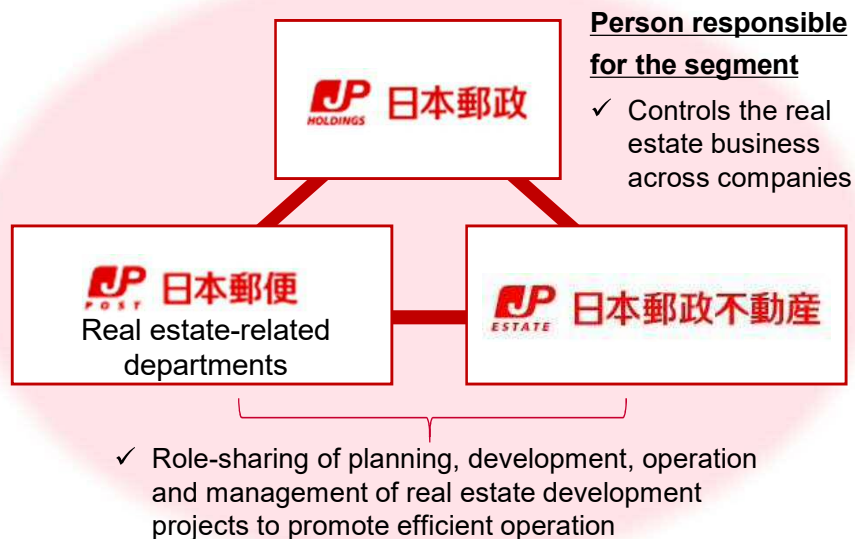 Person responsible
for the segment
✓ Controls the real
estate business
across companies
JP 日本郵政
HOLDINGS
JP 日本郵便
POST
Real estate-related
departments
JP 日本郵政不動産
ESTATE
✓ Role-sharing of planning, development, operation
and management of real estate development
projects to promote efficient operation